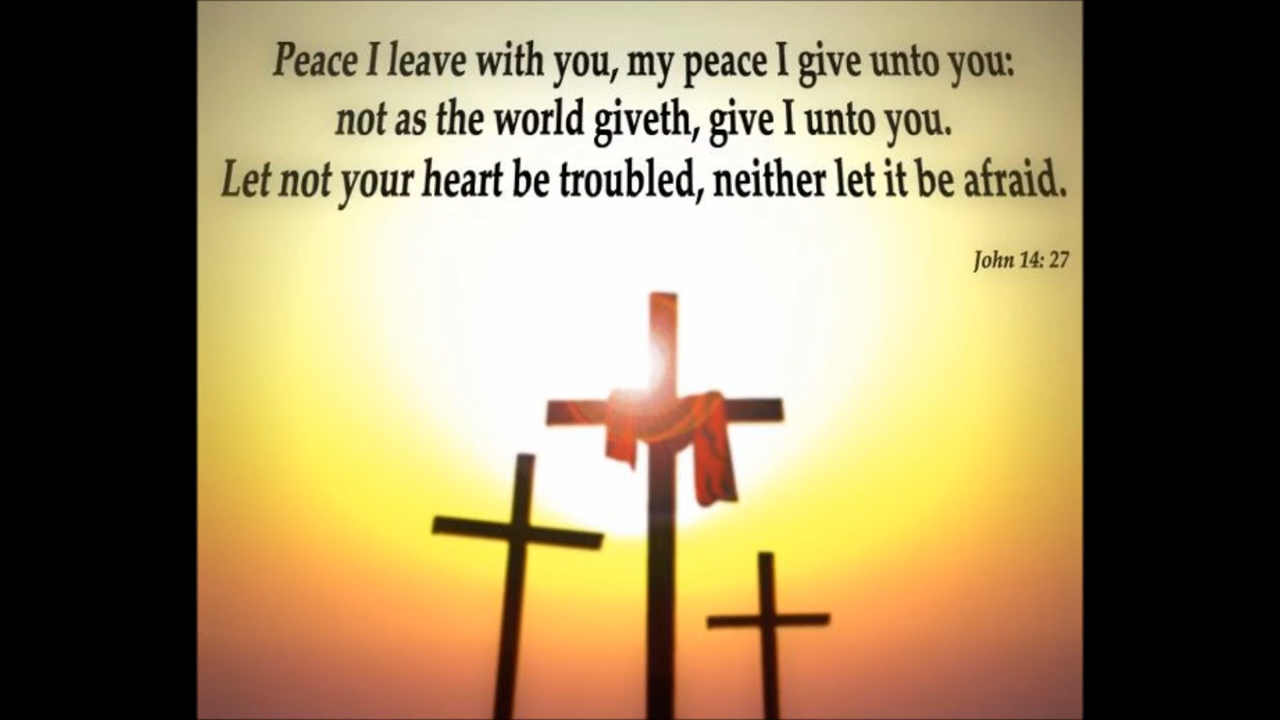 Peace I leave with you, my peace I give unto you:
not as the world giveth, give I unto you.
Let not your heart be troubled, neither let it be afraid.
John 14: 27